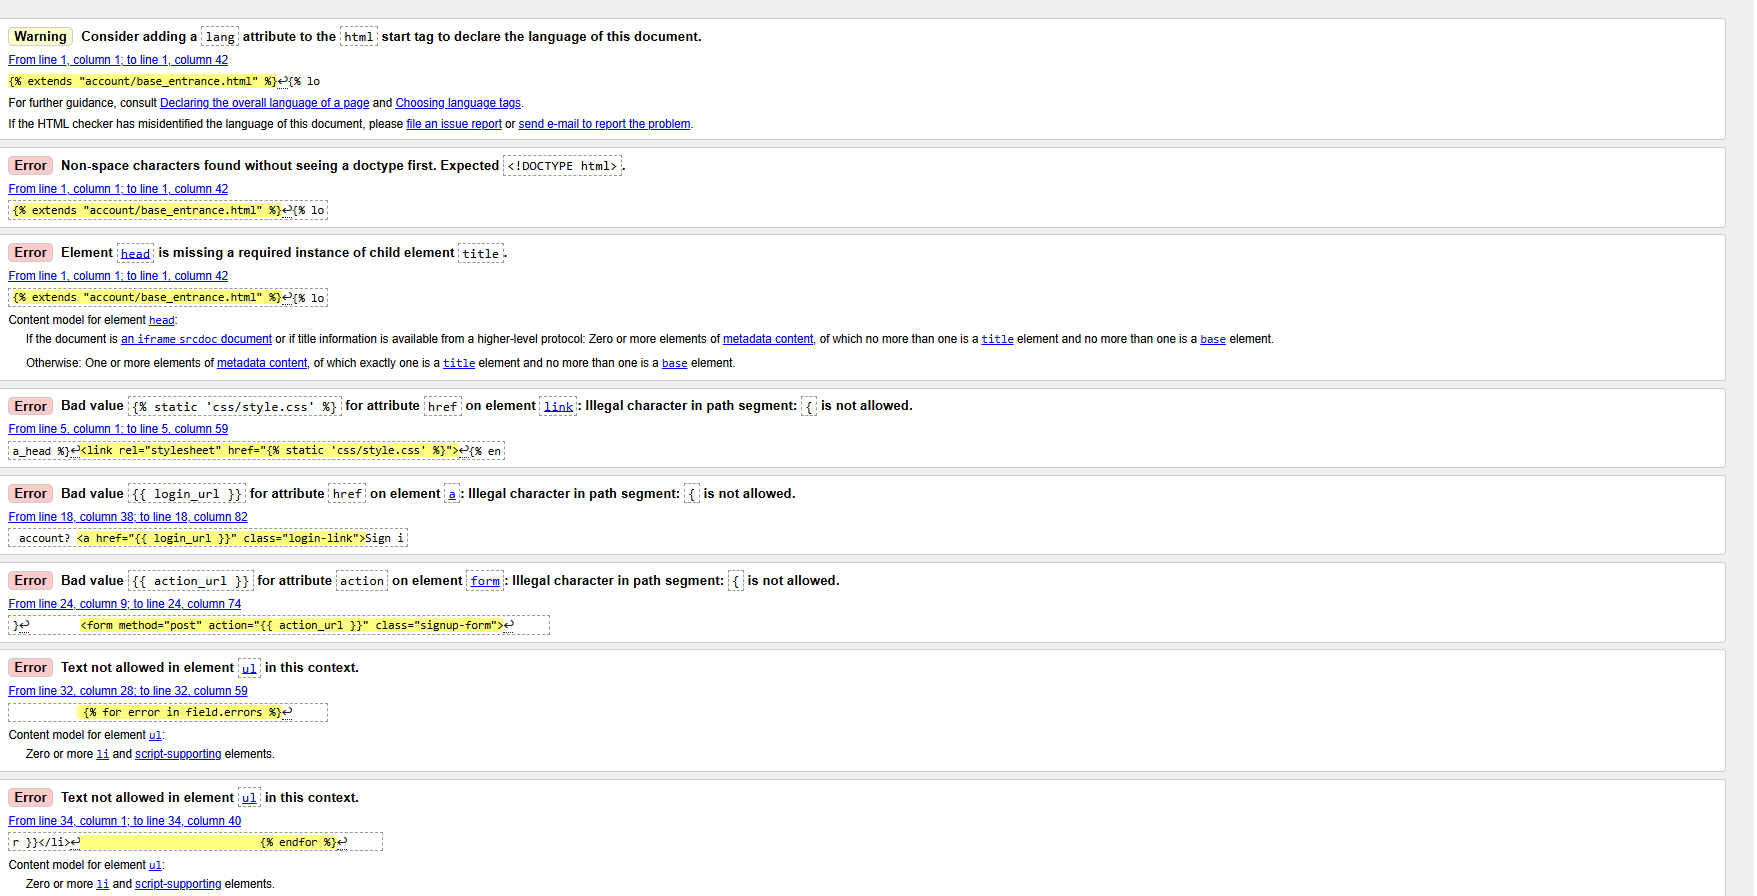 Warning Consider adding a lang attribute to the html start tag to declare the language of this document.
From line 1, column 1; to line 1, column 42
{% extends "account/base_entrance.html" %}↩{% lo
For further guidance, consult Declaring the overall language of a page and Choosing language tags.
If the HTML checker has misidentified the language of this document, please file an issue report or send e-mail to report the problem.
Error Non-space characters found without seeing a doctype first. Expected <!DOCTYPE html>.
From line 1, column 1; to line 1, column 42
{% extends "account/base_entrance.html" %}↩{% lo
Error Element head is missing a required instance of child element title.
From line 1, column 1; to line 1, column 42
{% extends "account/base_entrance.html" %}↩{% lo
Content model for element head:
If the document is an iframe srcdoc document or if title information is available from a higher-level protocol: Zero or more elements of metadata content, of which no more than one is a title element and no more than one is a base element.
Otherwise: One or more elements of metadata content, of which exactly one is a title element and no more than one is a base element.
Error Bad value {% static 'css/style.css' %} for attribute href on element link: Illegal character in path segment: { is not allowed.
From line 5, column 1; to line 5, column 59
a_head %}↩<link rel="stylesheet" href="{% static 'css/style.css' %}">↩{% en
Error Bad value {{ login_url }} for attribute href on element a: Illegal character in path segment: { is not allowed.
From line 18, column 38; to line 18, column 82
account? <a href="{{ login_url }}" class="login-link">Sign i
Error Bad value {{ action_url }} for attribute action on element form: Illegal character in path segment: { is not allowed.
From line 24, column 9; to line 24, column 74
}↩ <form method="post" action="{{ action_url }}" class="signup-form">↩
Error Text not allowed in element ul in this context.
From line 32, column 28; to line 32, column 59
{% for error in field.errors %}↩
Content model for element ul:
Zero or more li and script-supporting elements.
Error Text not allowed in element ul in this context.
From line 34, column 1; to line 34, column 40
r }}</li>↩ {% endfor %}↩
Content model for element ul:
Zero or more li and script-supporting elements.